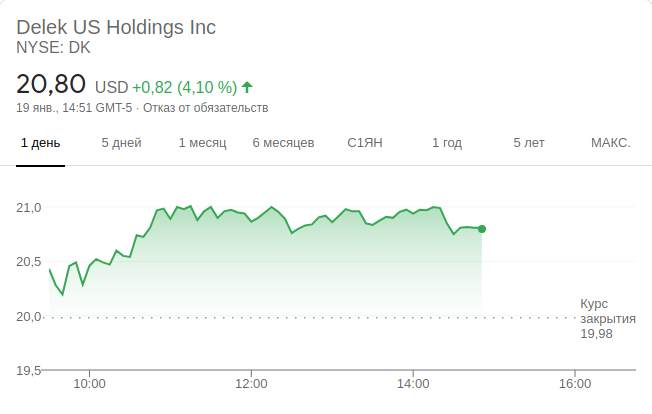 Delek US Holdings Inc
NYSE: DK
20,80 USD +0,82 (4,10 %)
19 янв., 14:51 GMT-5 · Отказ от обязательств
1 день 5 дней 1 месяц 6 месяцев С1ЯН 1 год 5 лет МАКС.
21,0
20,5
20,0
Курс
закрытия
19,98
19,5
10:00 12:00 14:00 16:00